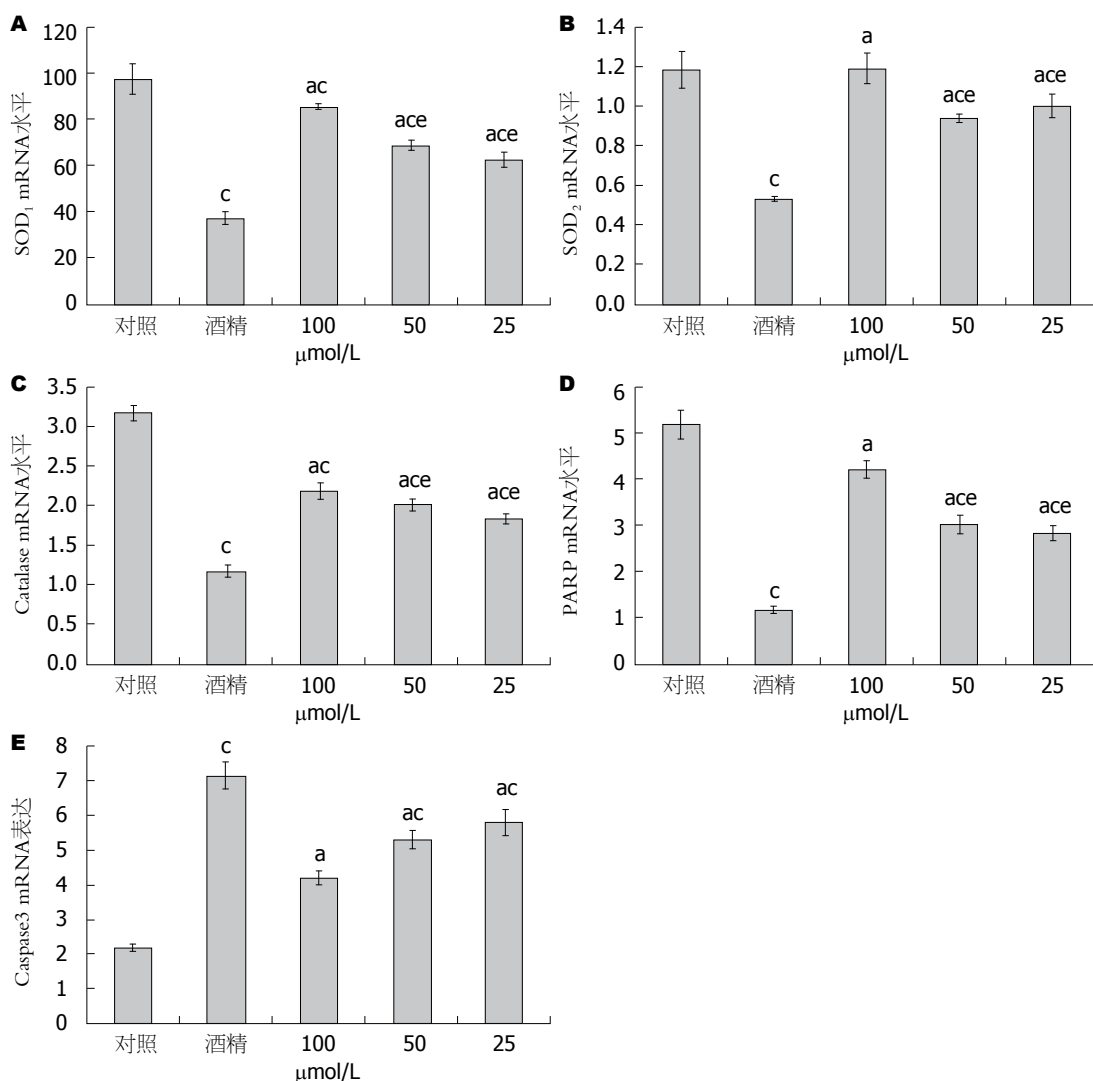 A
SOD₁ mRNA水平
120
100
80
60
40
20
0
c
ac
ace
ace
对照 酒精 100 50 25
μmol/L
B
SOD₂ mRNA水平
1.4
1.2
1.0
0.8
0.6
0.4
0.2
0.0
c
a
ace
ace
对照 酒精 100 50 25
μmol/L
C
Catalase mRNA水平
3.5
3.0
2.5
2.0
1.5
1.0
0.5
0.0
c
ac
ace
ace
对照 酒精 100 50 25
μmol/L
D
PARP mRNA水平
6
5
4
3
2
1
0
c
a
ace
ace
对照 酒精 100 50 25
μmol/L
E
Caspase3 mRNA表达
8
7
6
5
4
3
2
1
0
c
a
ac
ac
对照 酒精 100 50 25
μmol/L